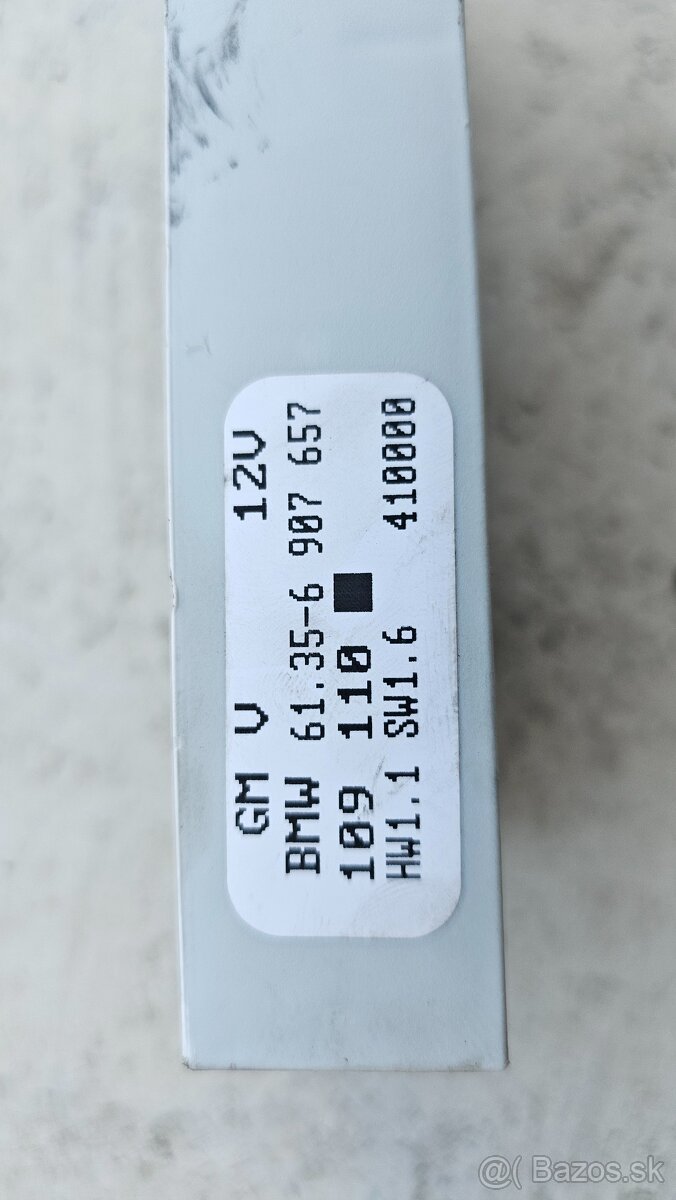 GM V 12V
BMW 61.35-6 907 657
109 110
HW1.1 SW1.6 410000
@( Bazos.sk